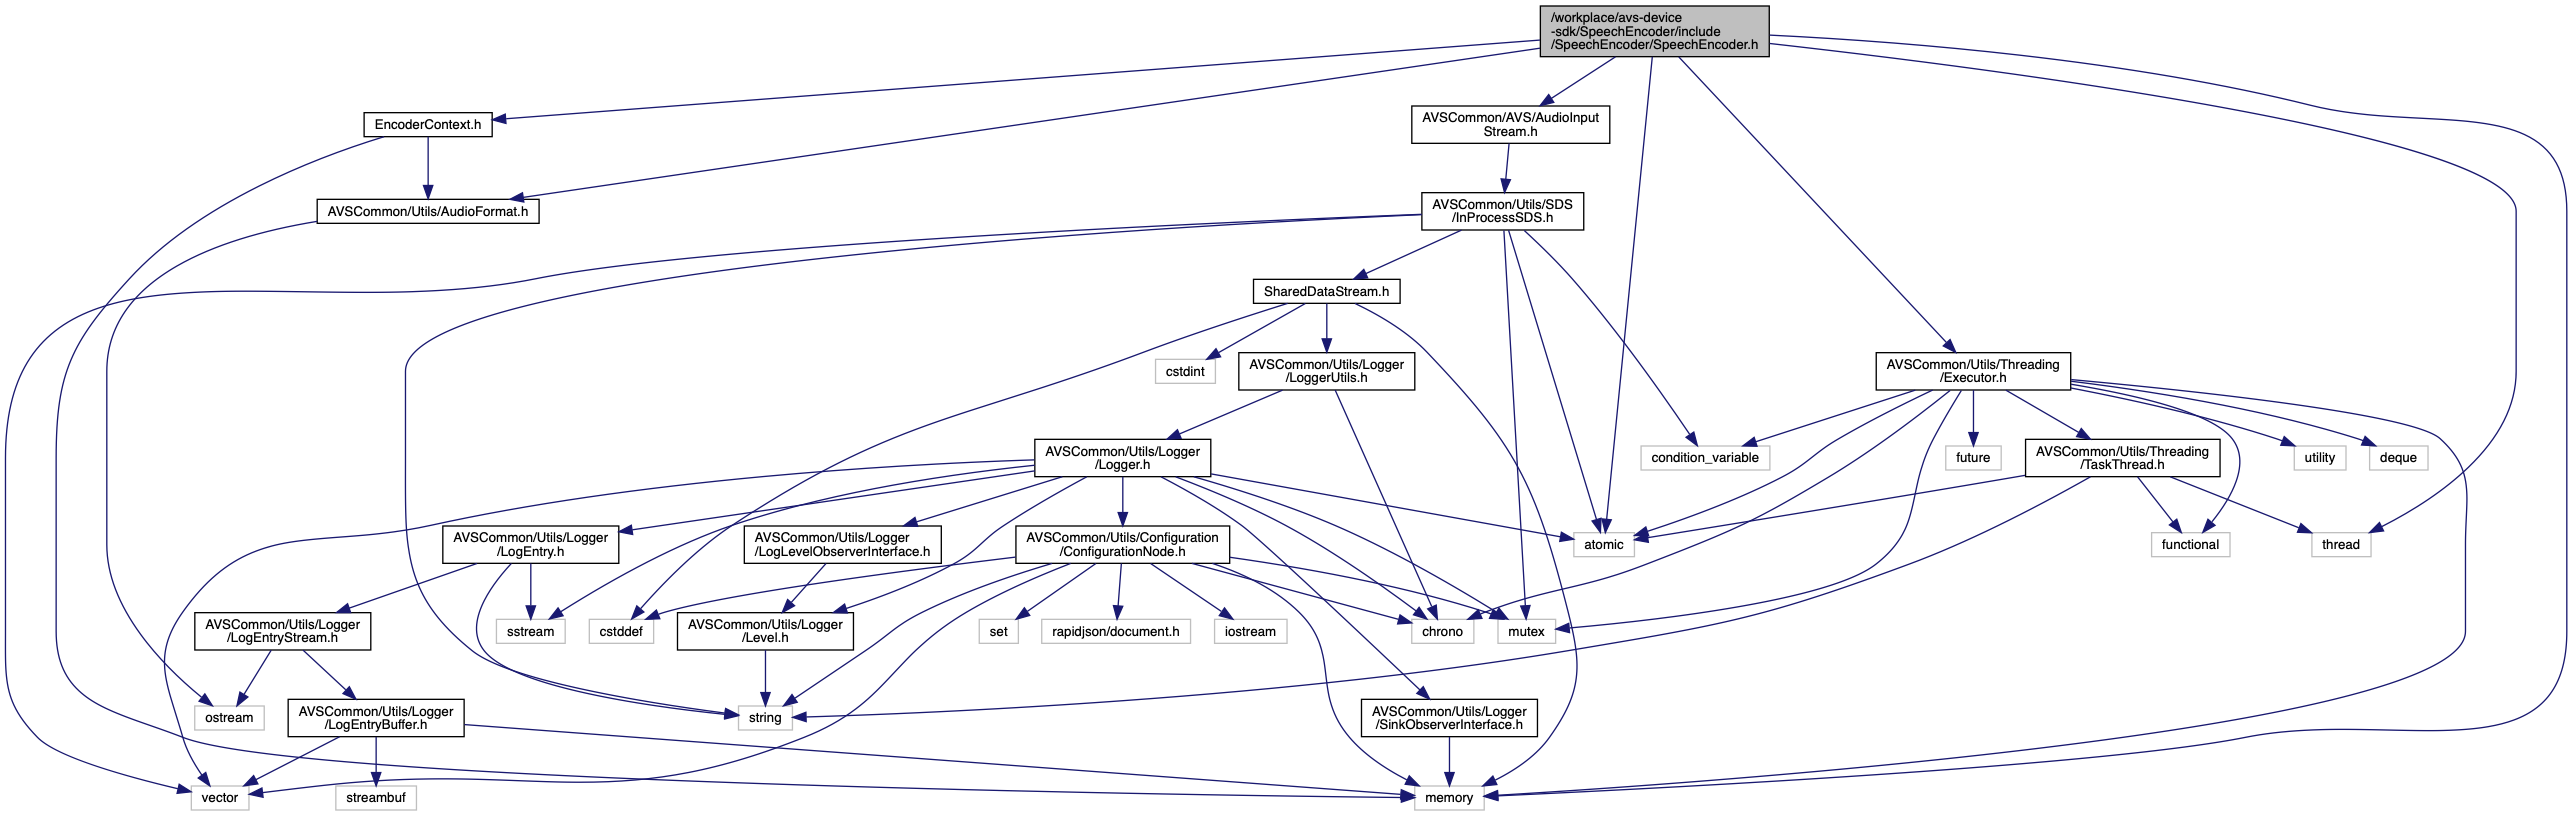 /workplace/avs-device
-sdk/SpeechEncoder/include
/SpeechEncoder/SpeechEncoder.h
EncoderContext.h
AVSCommon/AVS/AudioInput
Stream.h
AVSCommon/Utils/AudioFormat.h
AVSCommon/Utils/SDS
/InProcessSDS.h
SharedDataStream.h
cstdint
AVSCommon/Utils/Logger
/LoggerUtils.h
AVSCommon/Utils/Threading
/Executor.h
AVSCommon/Utils/Logger
/Logger.h
condition_variable
future
AVSCommon/Utils/Threading
/TaskThread.h
utility
deque
AVSCommon/Utils/Logger
/LogEntry.h
AVSCommon/Utils/Logger
/LogLevelObserverInterface.h
AVSCommon/Utils/Configuration
/ConfigurationNode.h
atomic
functional
thread
AVSCommon/Utils/Logger
/LogEntryStream.h
sstream
cstddef
AVSCommon/Utils/Logger
/Level.h
set
rapidjson/document.h
iostream
chrono
mutex
ostream
AVSCommon/Utils/Logger
/LogEntryBuffer.h
string
AVSCommon/Utils/Logger
/SinkObserverInterface.h
vector
streambuf
memory